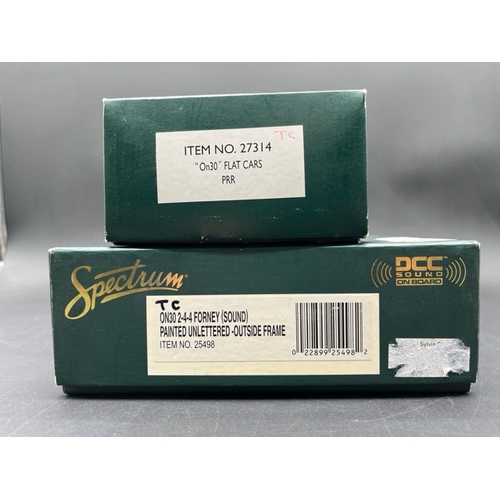 TC
ITEM NO. 27314
"On30" FLAT CARS
PRR
Spectrum
DCC
SOUND
ON BOARD
TC
ON30 2-4-4 FORNEY (SOUND)
PAINTED UNLETTERED -OUTSIDE FRAME
ITEM NO. 25498
0 22899 25498 2
Sylvia